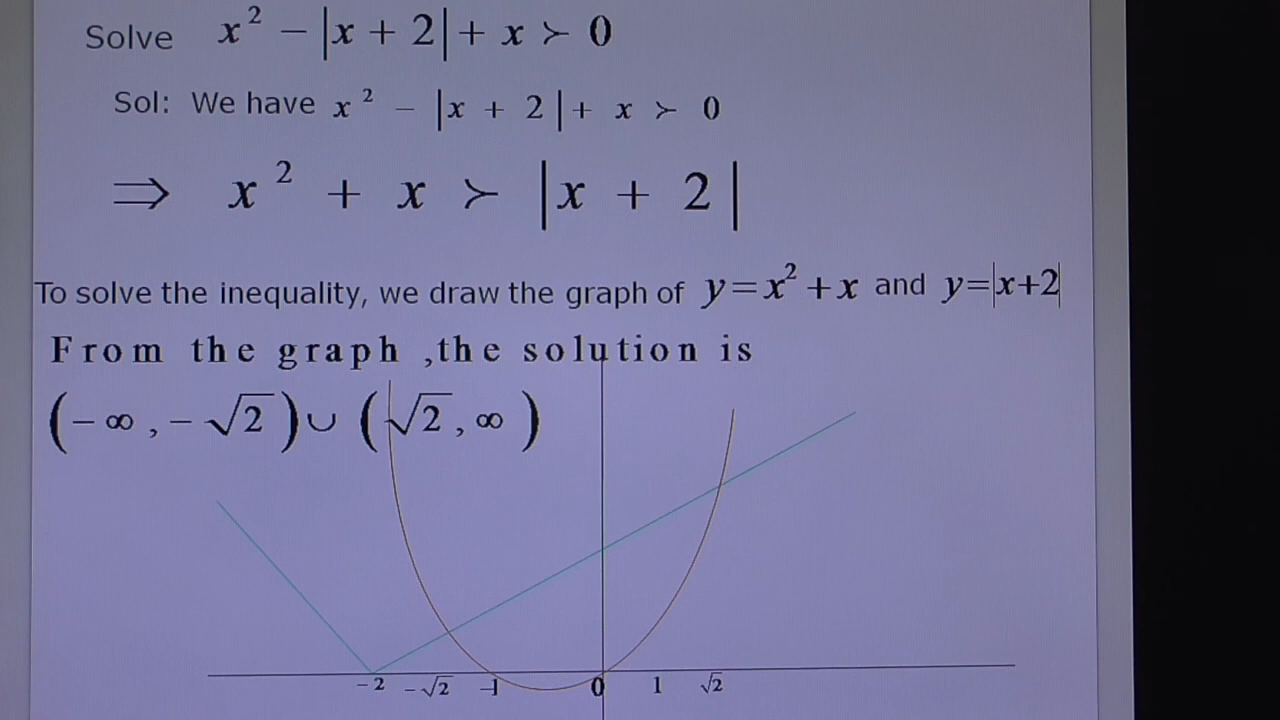 Solve x² − |x + 2| + x ≻ 0
Sol: We have x² − |x + 2| + x ≻ 0
⇒ x² + x ≻ |x + 2|
To solve the inequality, we draw the graph of y=x²+x and y=|x+2|
From the graph ,the solution is
(−∞,−√2)∪(√2,∞)
−2 −√2 −1 0 1 √2